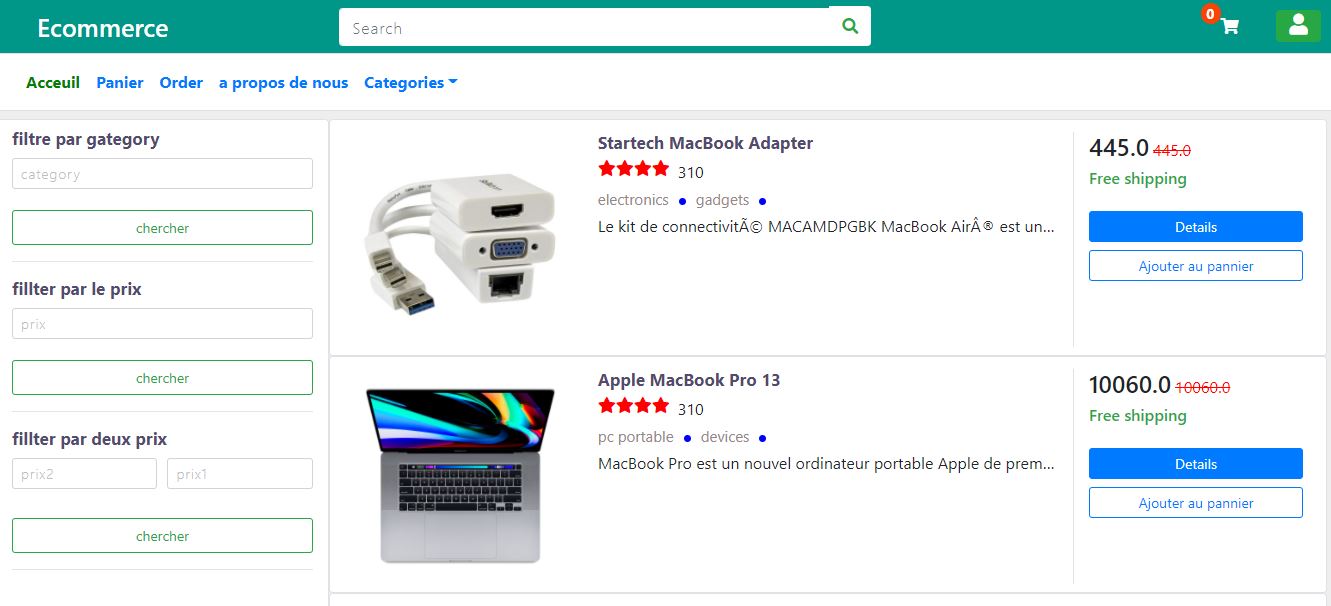 Ecommerce
Search
0
Acceuil Panier Order a propos de nous Categories
filtre par gategory
category
chercher
fillter par le prix
prix
chercher
fillter par deux prix
prix2 prix1
chercher
Startech MacBook Adapter
310
electronics gadgets
Le kit de connectivitÃ© MACAMDPGBK MacBook AirÂ® est un...
445.0 445.0
Free shipping
Details
Ajouter au pannier
Apple MacBook Pro 13
310
pc portable devices
MacBook Pro est un nouvel ordinateur portable Apple de prem...
10060.0 10060.0
Free shipping
Details
Ajouter au pannier